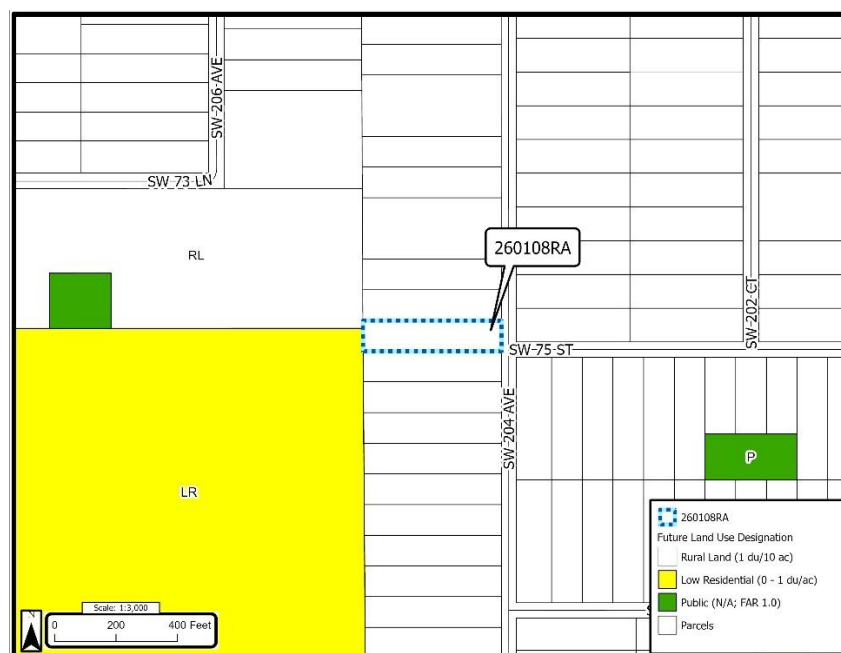 SW 206 AVE
SW 73 LN
RL
260108RA
SW 202 CT
SW 75 ST
SW 204 AVE
P
LR
260108RA
Future Land Use Designation
Rural Land (1 du/10 ac)
Low Residential (0 - 1 du/ac)
Public (N/A; FAR 1.0)
Parcels
N
Scale: 1:3,000
0 200 400 Feet